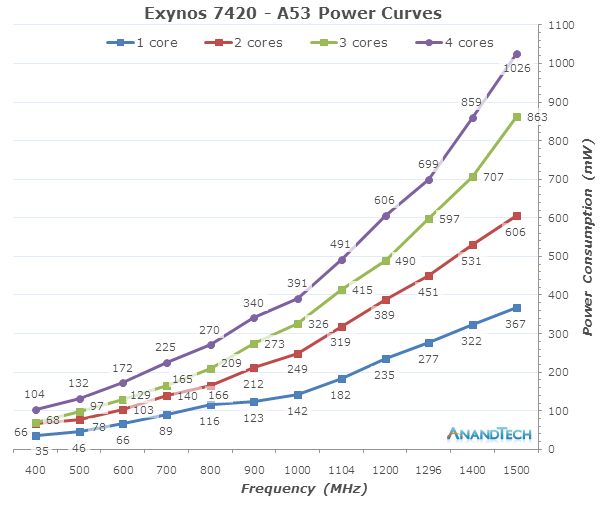 Exynos 7420 - A53 Power Curves
1 core 2 cores 3 cores 4 cores
1100
1000
900
800
700
600
500
400
300
200
100
0
Power Consumption (mW)
104 132 172 225 270 340 391 491 606 699 859 1026
68 97 129 165 209 273 326 415 490 597 707 863
66 78 103 140 166 212 249 319 389 451 531 606
35 46 66 89 116 123 142 182 235 277 322 367
ANANDTECH
400 500 600 700 800 900 1000 1104 1200 1296 1400 1500
Frequency (MHz)